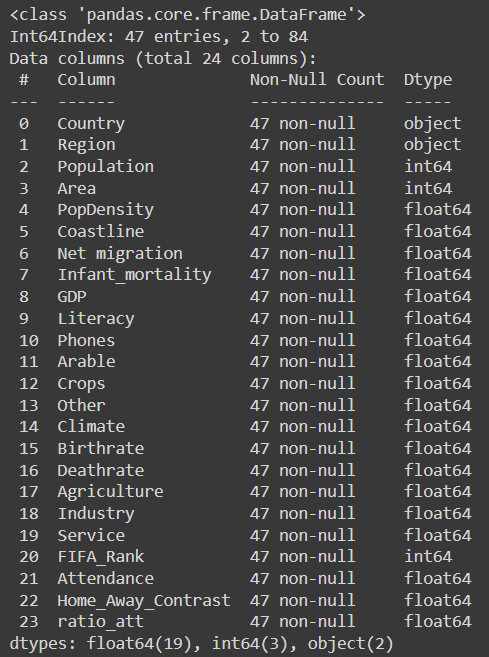 <class 'pandas.core.frame.DataFrame'>
Int64Index: 47 entries, 2 to 84
Data columns (total 24 columns):
 #   Column              Non-Null Count  Dtype
---  ------              --------------  -----
 0   Country             47 non-null     object
 1   Region              47 non-null     object
 2   Population          47 non-null     int64
 3   Area                47 non-null     int64
 4   PopDensity          47 non-null     float64
 5   Coastline           47 non-null     float64
 6   Net migration       47 non-null     float64
 7   Infant_mortality    47 non-null     float64
 8   GDP                 47 non-null     float64
 9   Literacy            47 non-null     float64
 10  Phones              47 non-null     float64
 11  Arable              47 non-null     float64
 12  Crops               47 non-null     float64
 13  Other               47 non-null     float64
 14  Climate             47 non-null     float64
 15  Birthrate           47 non-null     float64
 16  Deathrate           47 non-null     float64
 17  Agriculture         47 non-null     float64
 18  Industry            47 non-null     float64
 19  Service             47 non-null     float64
 20  FIFA_Rank           47 non-null     int64
 21  Attendance          47 non-null     float64
 22  Home_Away_Contrast  47 non-null     float64
 23  ratio_att           47 non-null     float64
dtypes: float64(19), int64(3), object(2)